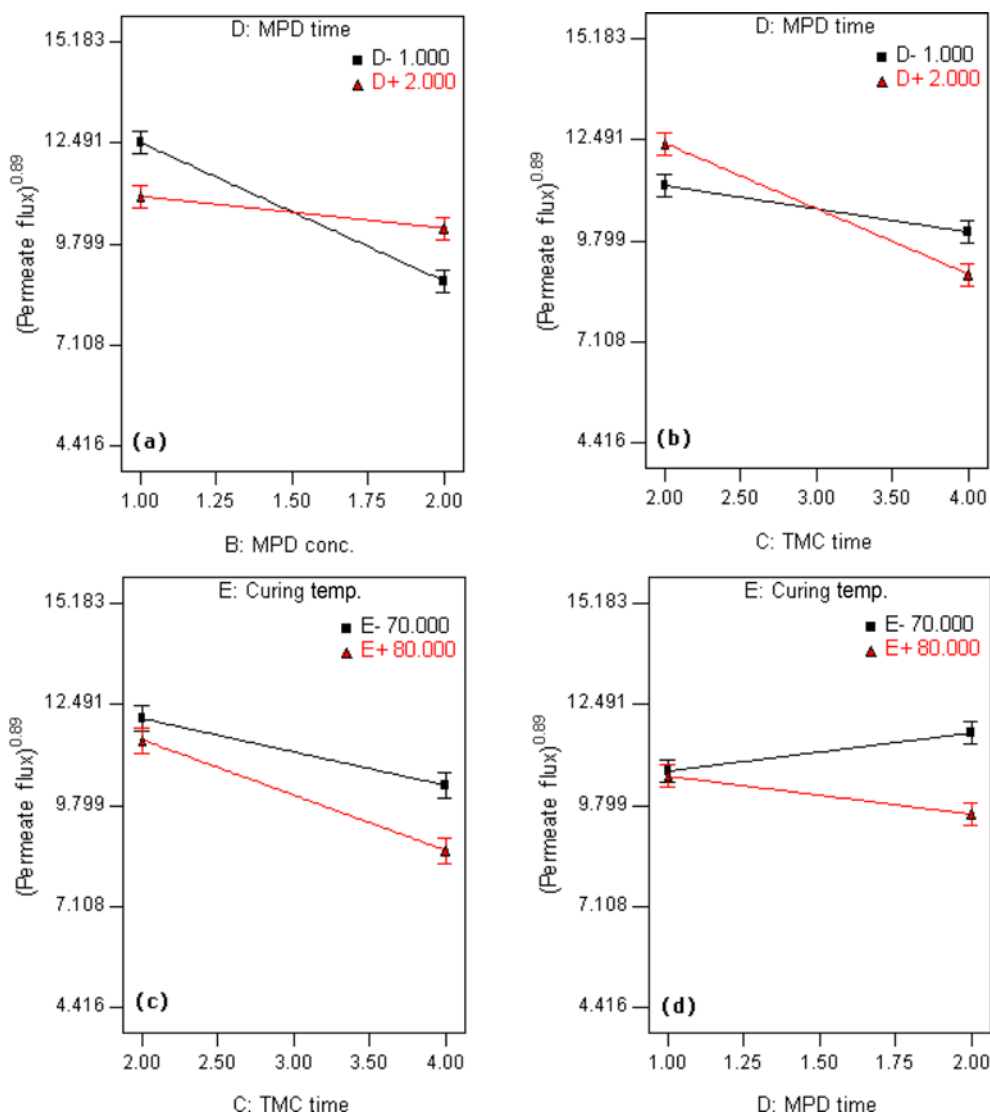 D: MPD time
D- 1.000
D+ 2.000
(Permeate flux)^0.89
15.183
12.491
9.799
7.108
4.416
(a)
1.00 1.25 1.50 1.75 2.00
B: MPD conc.
D: MPD time
D- 1.000
D+ 2.000
(Permeate flux)^0.89
15.183
12.491
9.799
7.108
4.416
(b)
2.00 2.50 3.00 3.50 4.00
C: TMC time
E: Curing temp.
E- 70.000
E+ 80.000
(Permeate flux)^0.89
15.183
12.491
9.799
7.108
4.416
(c)
2.00 2.50 3.00 3.50 4.00
C: TMC time
E: Curing temp.
E- 70.000
E+ 80.000
(Permeate flux)^0.89
15.183
12.491
9.799
7.108
4.416
(d)
1.00 1.25 1.50 1.75 2.00
D: MPD time